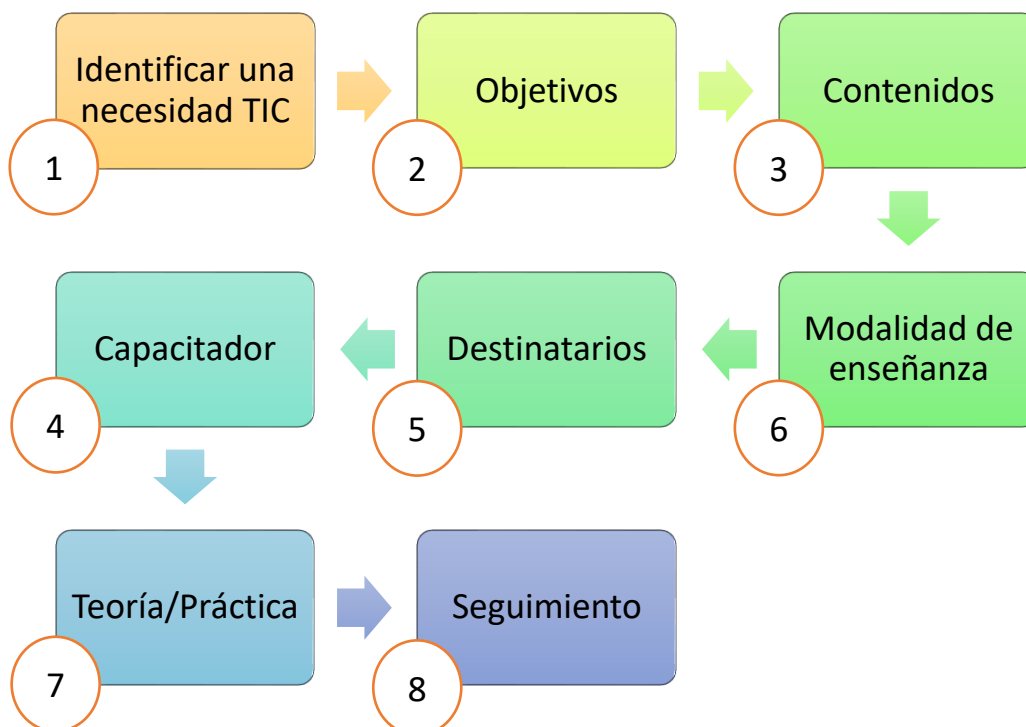 Identificar una
necesidad TIC
1
Objetivos
2
Contenidos
3
Capacitador
4
Destinatarios
5
Modalidad de
enseñanza
6
Teoría/Práctica
7
Seguimiento
8